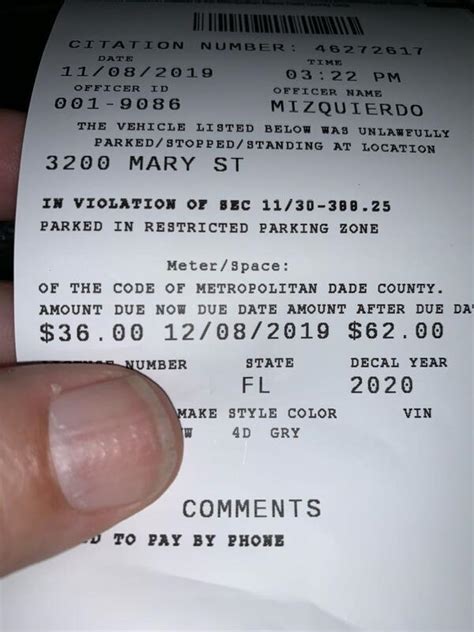 CITATION NUMBER: 46272617
DATE TIME
11/08/2019 03:22 PM
OFFICER ID OFFICER NAME
001-9086 MIZQUIERDO
THE VEHICLE LISTED BELOW WAS UNLAWFULLY
PARKED/STOPPED/STANDING AT LOCATION
3200 MARY ST
IN VIOLATION OF SEC 11/30-388.25
PARKED IN RESTRICTED PARKING ZONE
Meter/Space:
OF THE CODE OF METROPOLITAN DADE COUNTY.
AMOUNT DUE NOW DUE DATE AMOUNT AFTER DUE DA
$36.00 12/08/2019 $62.00
NUMBER STATE DECAL YEAR
FL 2020
MAKE STYLE COLOR VIN
W 4D GRY
COMMENTS
D TO PAY BY PHONE